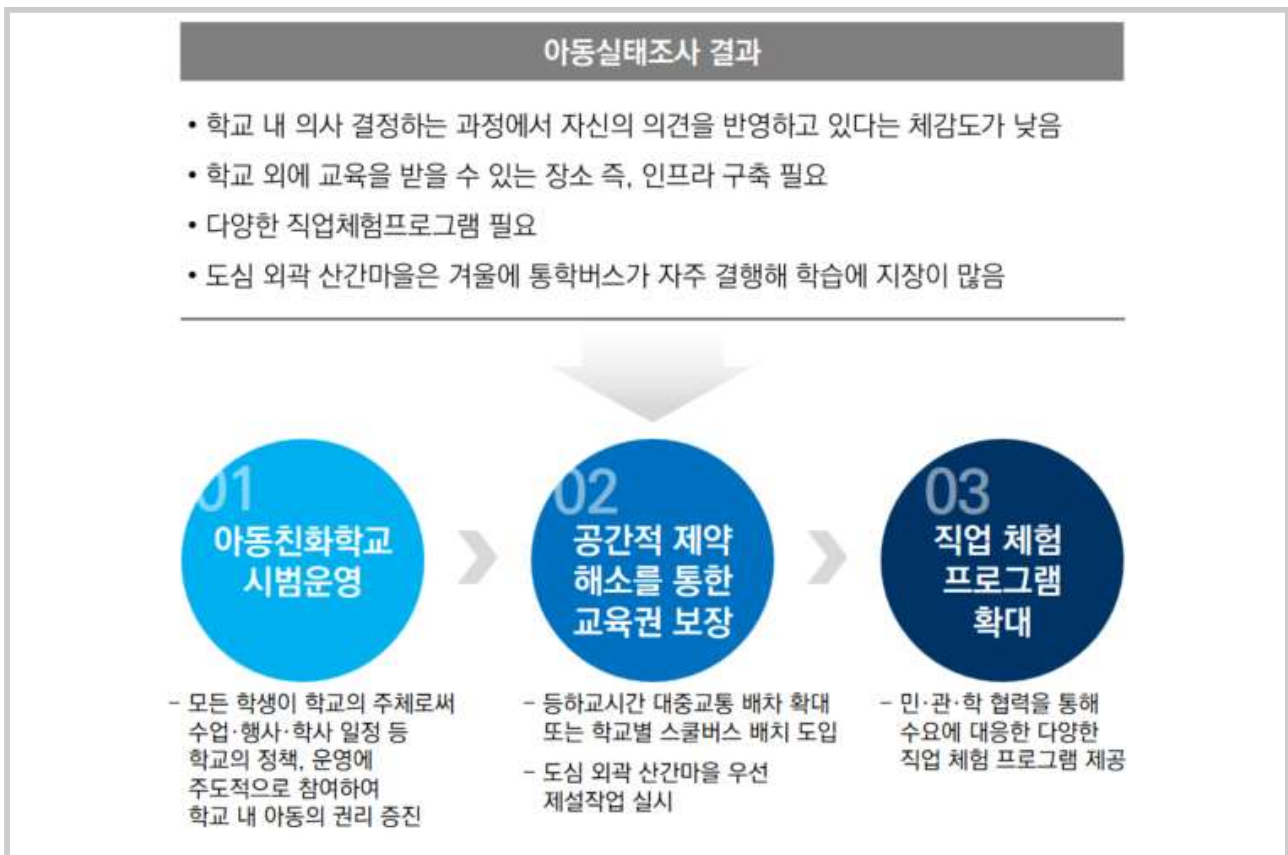 아동실태조사 결과
• 학교 내 의사 결정하는 과정에서 자신의 의견을 반영하고 있다는 체감도가 낮음
• 학교 외에 교육을 받을 수 있는 장소 즉, 인프라 구축 필요
• 다양한 직업체험프로그램 필요
• 도심 외곽 산간마을은 겨울에 통학버스가 자주 결행해 학습에 지장이 많음
01
아동친화학교
시범운영
- 모든 학생이 학교의 주체로써
수업·행사·학사 일정 등
학교의 정책, 운영에
주도적으로 참여하여
학교 내 아동의 권리 증진
02
공간적 제약
해소를 통한
교육권 보장
- 등하교시간 대중교통 배차 확대
또는 학교별 스쿨버스 배치 도입
- 도심 외곽 산간마을 우선
제설작업 실시
03
직업 체험
프로그램
확대
- 민·관·학 협력을 통해
수요에 대응한 다양한
직업 체험 프로그램 제공